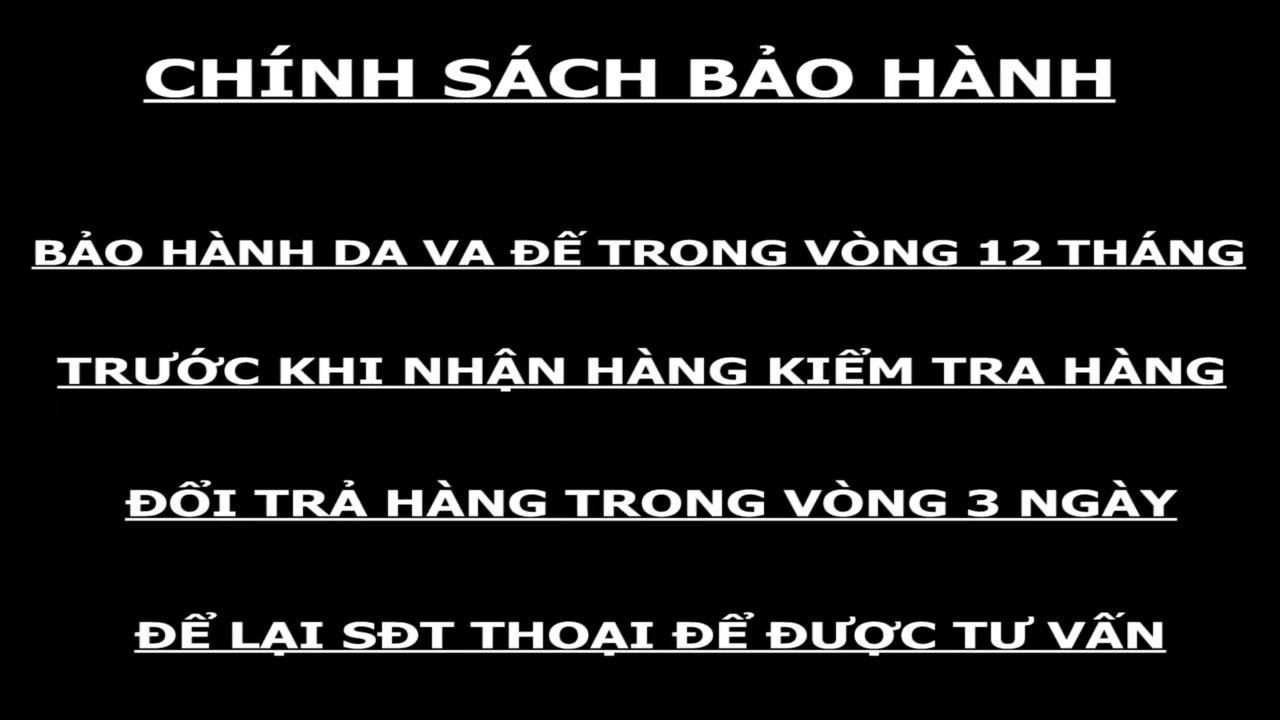 CHÍNH SÁCH BẢO HÀNH
BẢO HÀNH DA VA ĐẾ TRONG VÒNG 12 THÁNG
TRƯỚC KHI NHẬN HÀNG KIỂM TRA HÀNG
ĐỔI TRẢ HÀNG TRONG VÒNG 3 NGÀY
ĐỂ LẠI SĐT THOẠI ĐỂ ĐƯỢC TƯ VẤN